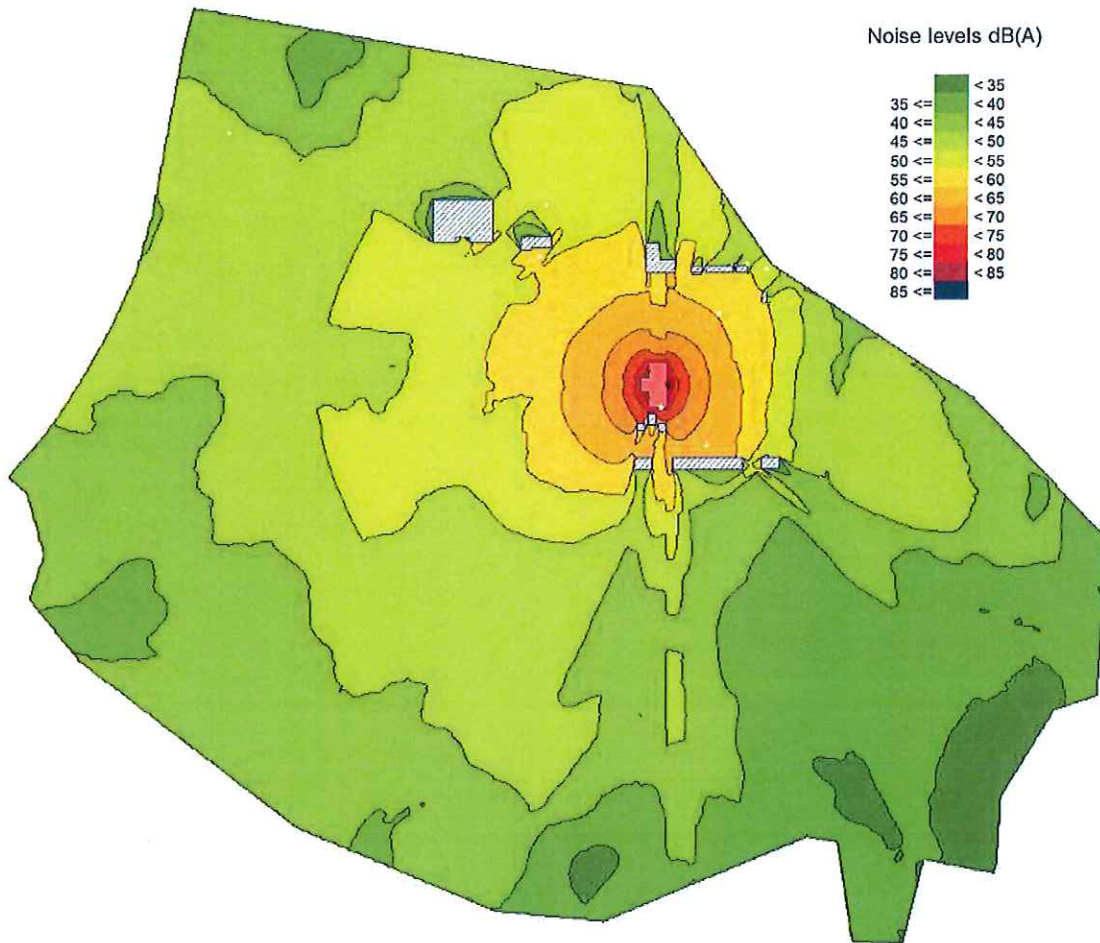 Noise levels dB(A)
< 35
35 <= < 40
40 <= < 45
45 <= < 50
50 <= < 55
55 <= < 60
60 <= < 65
65 <= < 70
70 <= < 75
75 <= < 80
80 <= < 85
85 <=